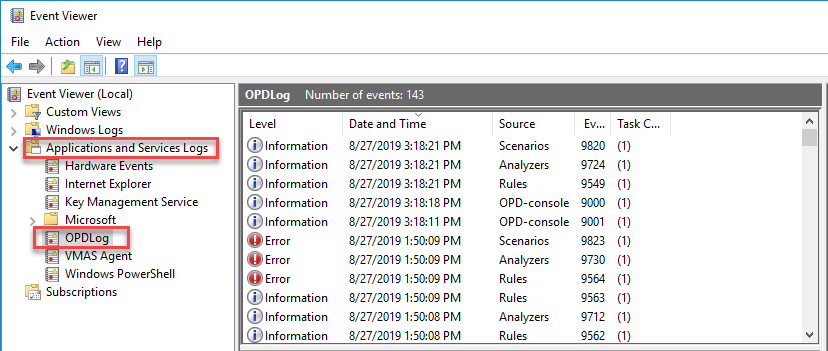 Event Viewer
File Action View Help
Event Viewer (Local)
Custom Views
Windows Logs
Applications and Services Logs
Hardware Events
Internet Explorer
Key Management Service
Microsoft
OPDLog
VMAS Agent
Windows PowerShell
Subscriptions
OPDLog Number of events: 143
Level Date and Time Source Ev... Task C...
Information 8/27/2019 3:18:21 PM Scenarios 9820 (1)
Information 8/27/2019 3:18:21 PM Analyzers 9724 (1)
Information 8/27/2019 3:18:21 PM Rules 9549 (1)
Information 8/27/2019 3:18:18 PM OPD-console 9000 (1)
Information 8/27/2019 3:18:11 PM OPD-console 9001 (1)
Error 8/27/2019 1:50:09 PM Scenarios 9823 (1)
Error 8/27/2019 1:50:09 PM Analyzers 9730 (1)
Error 8/27/2019 1:50:09 PM Rules 9564 (1)
Information 8/27/2019 1:50:09 PM Rules 9563 (1)
Information 8/27/2019 1:50:08 PM Analyzers 9712 (1)
Information 8/27/2019 1:50:08 PM Rules 9562 (1)